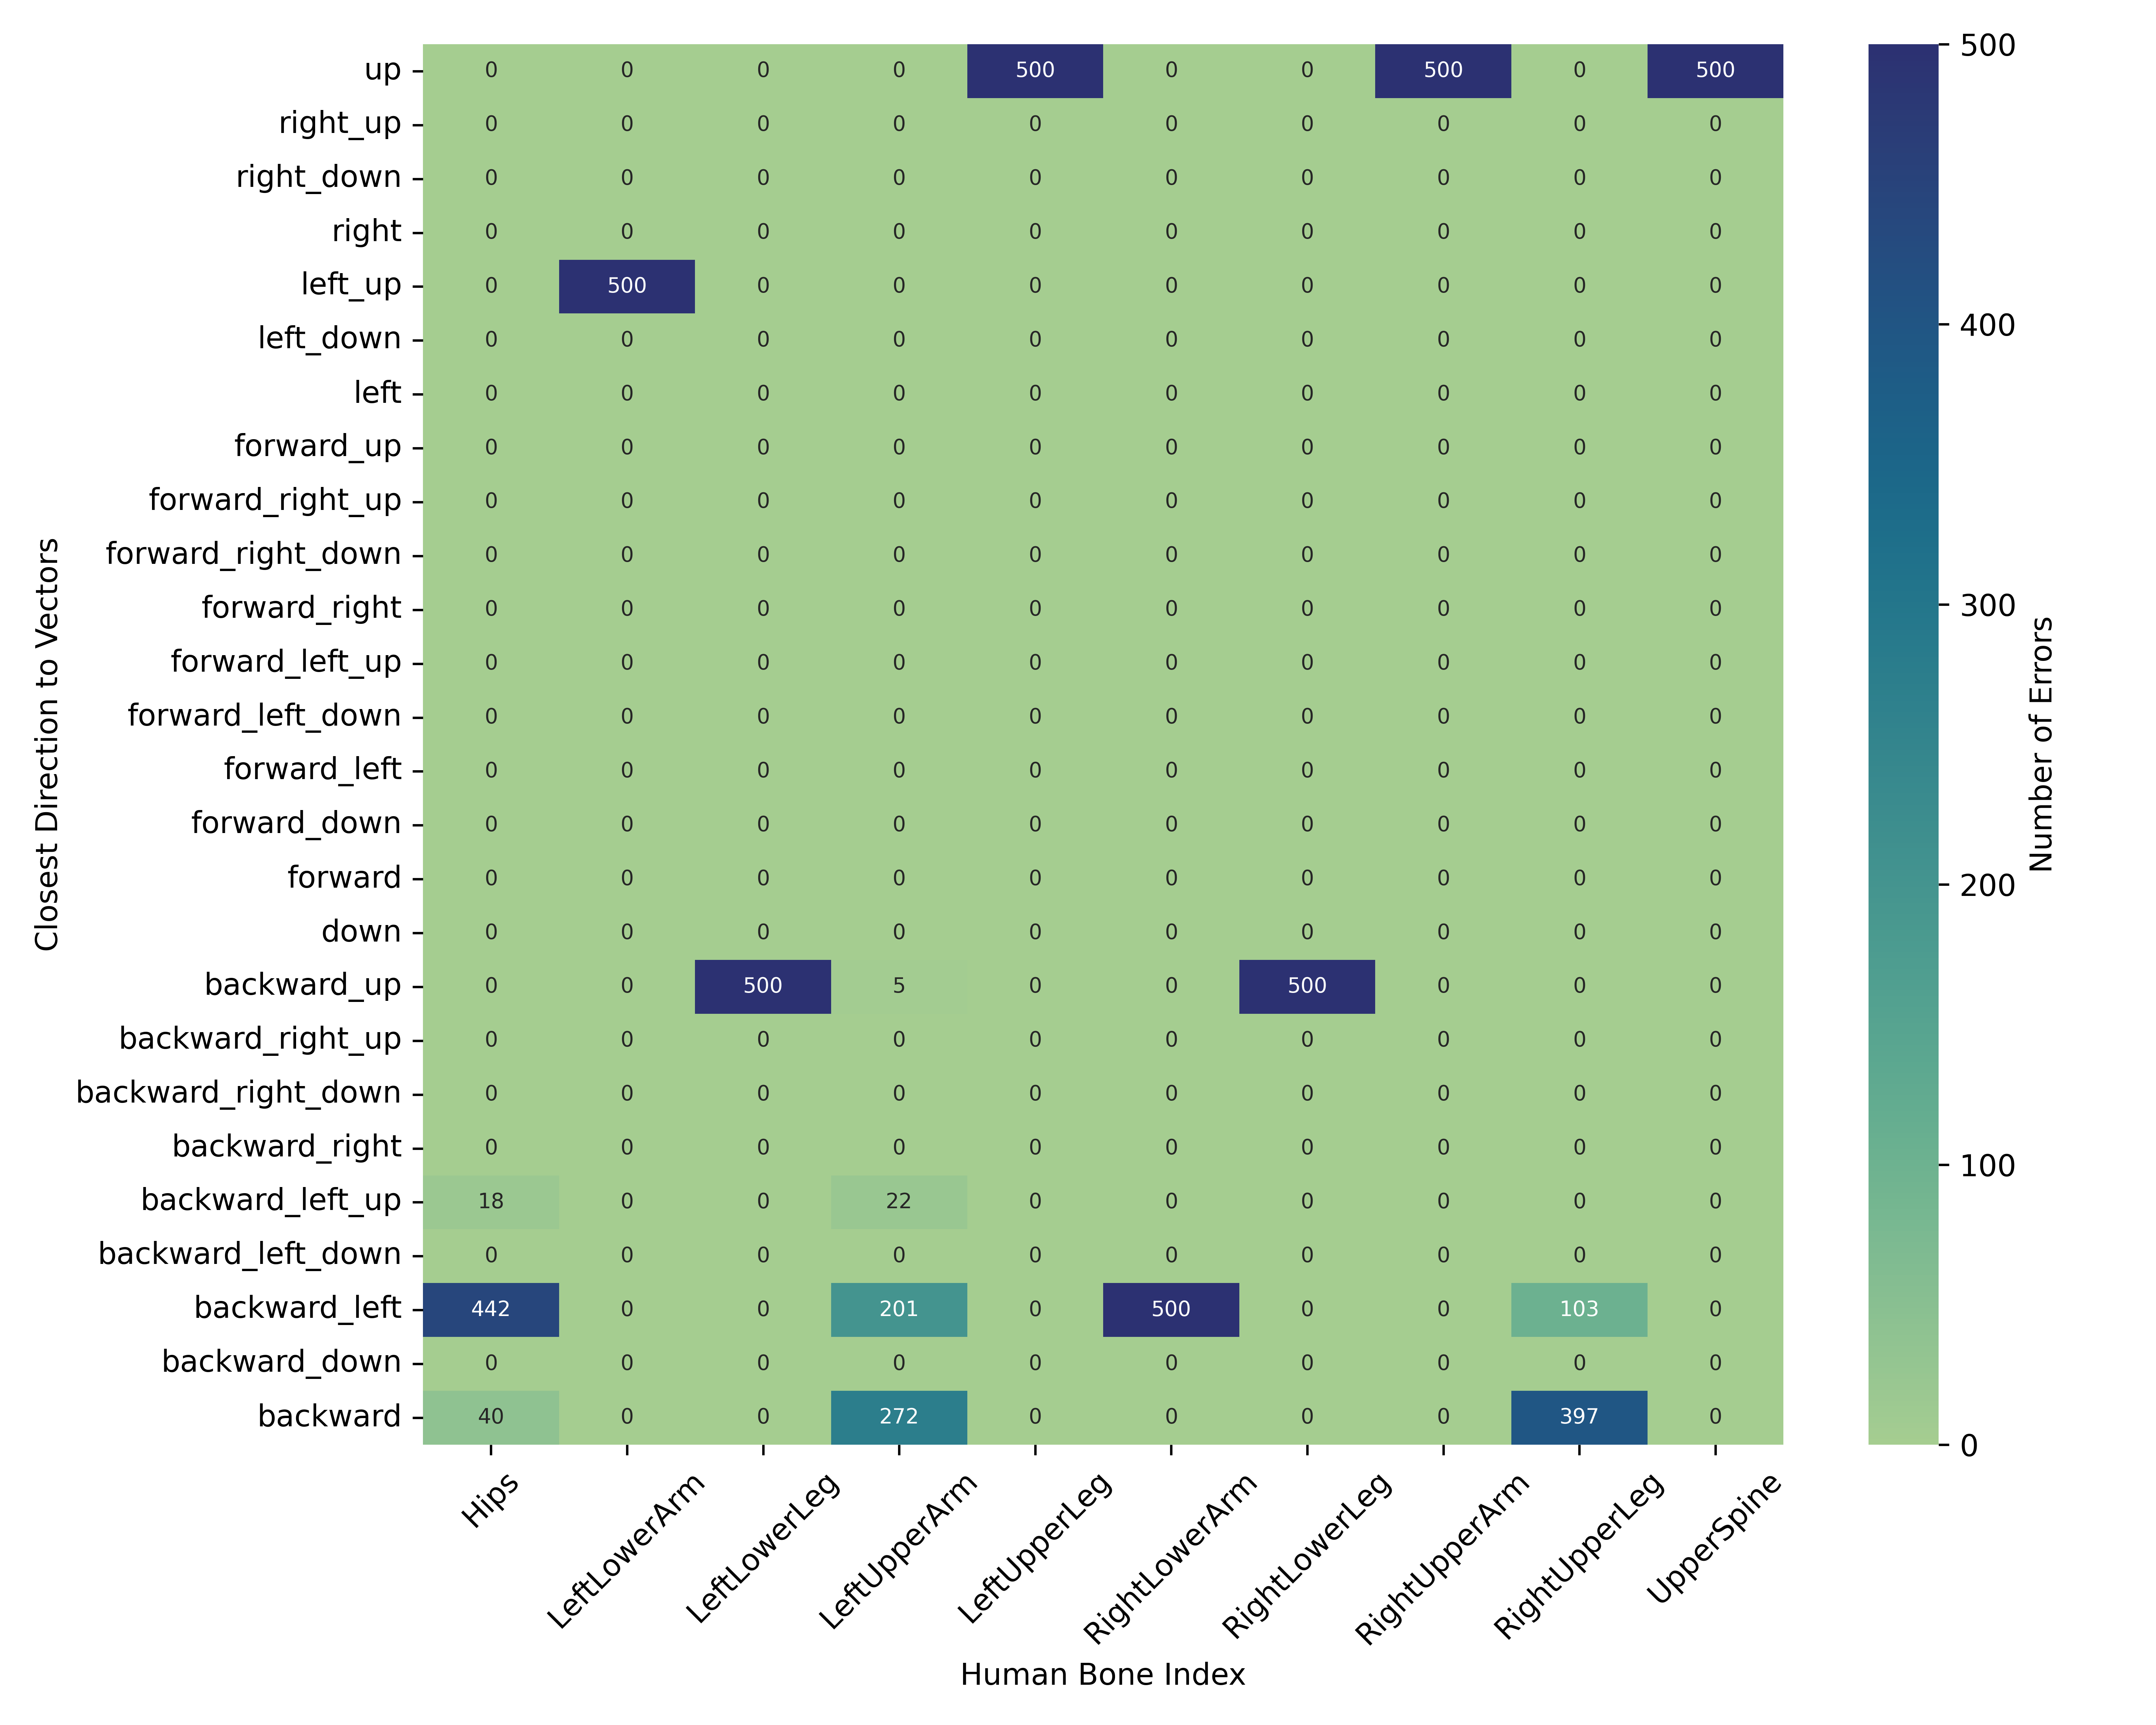 up 0 0 0 0 500 0 0 500 0 500
right_up 0 0 0 0 0 0 0 0 0 0
right_down 0 0 0 0 0 0 0 0 0 0
right 0 0 0 0 0 0 0 0 0 0
left_up 0 500 0 0 0 0 0 0 0 0
left_down 0 0 0 0 0 0 0 0 0 0
left 0 0 0 0 0 0 0 0 0 0
forward_up 0 0 0 0 0 0 0 0 0 0
forward_right_up 0 0 0 0 0 0 0 0 0 0
forward_right_down 0 0 0 0 0 0 0 0 0 0
forward_right 0 0 0 0 0 0 0 0 0 0
forward_left_up 0 0 0 0 0 0 0 0 0 0
forward_left_down 0 0 0 0 0 0 0 0 0 0
forward_left 0 0 0 0 0 0 0 0 0 0
forward_down 0 0 0 0 0 0 0 0 0 0
forward 0 0 0 0 0 0 0 0 0 0
down 0 0 0 0 0 0 0 0 0 0
backward_up 0 0 500 5 0 0 500 0 0 0
backward_right_up 0 0 0 0 0 0 0 0 0 0
backward_right_down 0 0 0 0 0 0 0 0 0 0
backward_right 0 0 0 0 0 0 0 0 0 0
backward_left_up 18 0 0 22 0 0 0 0 0 0
backward_left_down 0 0 0 0 0 0 0 0 0 0
backward_left 442 0 0 201 0 500 0 0 103 0
backward_down 0 0 0 0 0 0 0 0 0 0
backward 40 0 0 272 0 0 0 0 397 0
Hips LeftLowerArm LeftLowerLeg LeftUpperArm LeftUpperLeg RightLowerArm RightLowerLeg RightUpperArm RightUpperLeg UpperSpine
Human Bone Index
Closest Direction to Vectors
500
400
300
200
100
0
Number of Errors